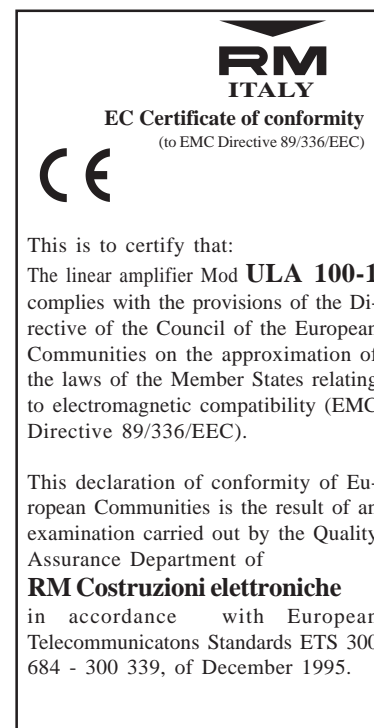 RM
ITALY
EC Certificate of conformity
(to EMC Directive 89/336/EEC)
CE
This is to certify that:
The linear amplifier Mod ULA 100-1
complies with the provisions of the Di-
rective of the Council of the European
Communities on the approximation of
the laws of the Member States relating
to electromagnetic compatibility (EMC
Directive 89/336/EEC).
This declaration of conformity of Eu-
ropean Communities is the result of an
examination carried out by the Quality
Assurance Department of
RM Costruzioni elettroniche
in accordance with European
Telecommunicatons Standards ETS 300
684 - 300 339, of December 1995.